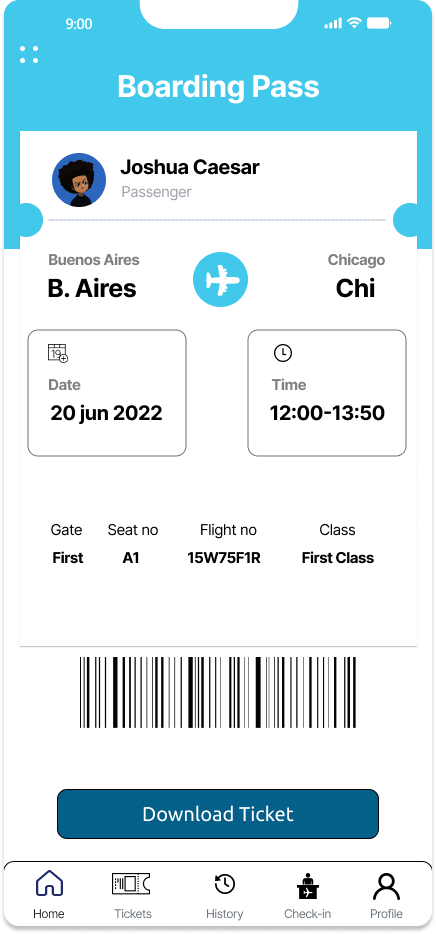 9:00
Boarding Pass
Joshua Caesar
Passenger
Buenos Aires Chicago
B. Aires Chi
19
Date Time
20 jun 2022 12:00-13:50
Gate Seat no Flight no Class
First A1 15W75F1R First Class
Download Ticket
Home Tickets History Check-in Profile